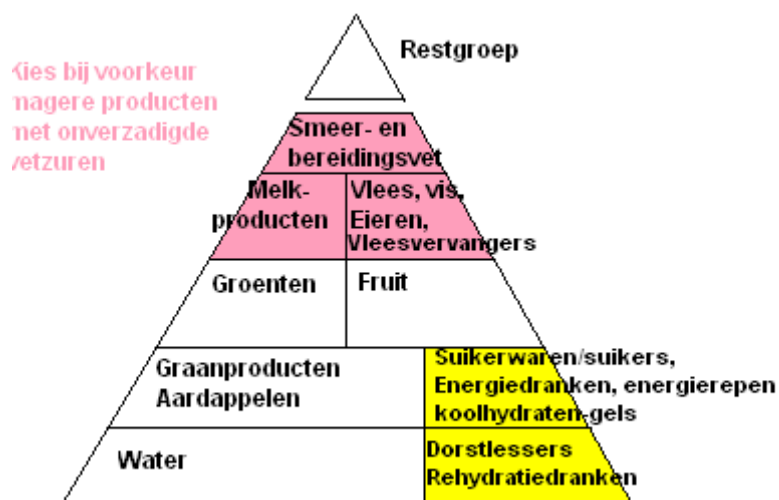 Restgroep
Kies bij voorkeur
magere producten
met onverzadigde
vetzuren
Smeer- en
bereidingsvet
Melk-
producten
Vlees, vis,
Eieren,
Vleesvervangers
Groenten
Fruit
Graanproducten
Aardappelen
Suikerwaren/suikers,
Energiedranken, energierepen
koolhydraten-gels
Water
Dorstlessers
Rehydratiedranken